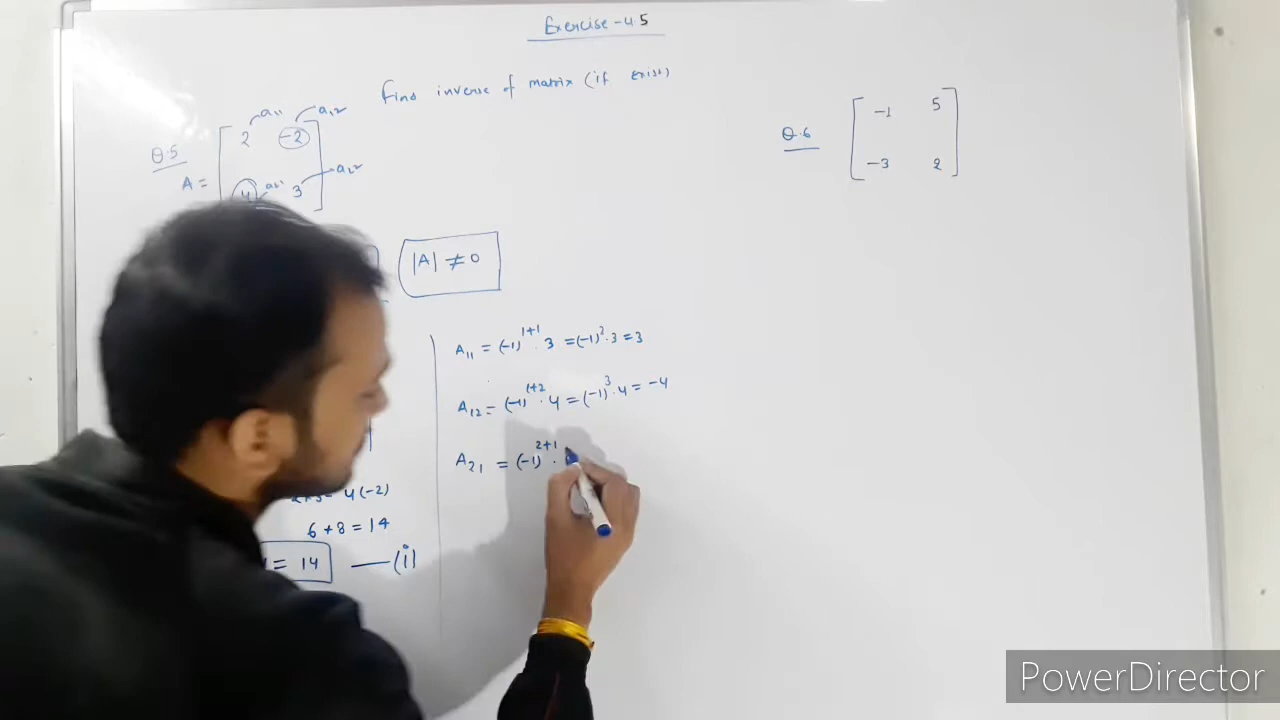 Exercise-4.5
Find inverse of matrix (if exist)
Q.5
A =
2 a11 -2 a12
4 a21 3 a22
|A| ≠ 0
4(-2)
6 + 8 = 14
= 14 —(i)
A11 = (-1)^1+1 . 3 = (-1)^2 . 3 = 3
A12 = (-1)^1+2 . 4 = (-1)^3 . 4 = -4
A21 = (-1)^2+1 .
Q.6
-1 5
-3 2
PowerDirector